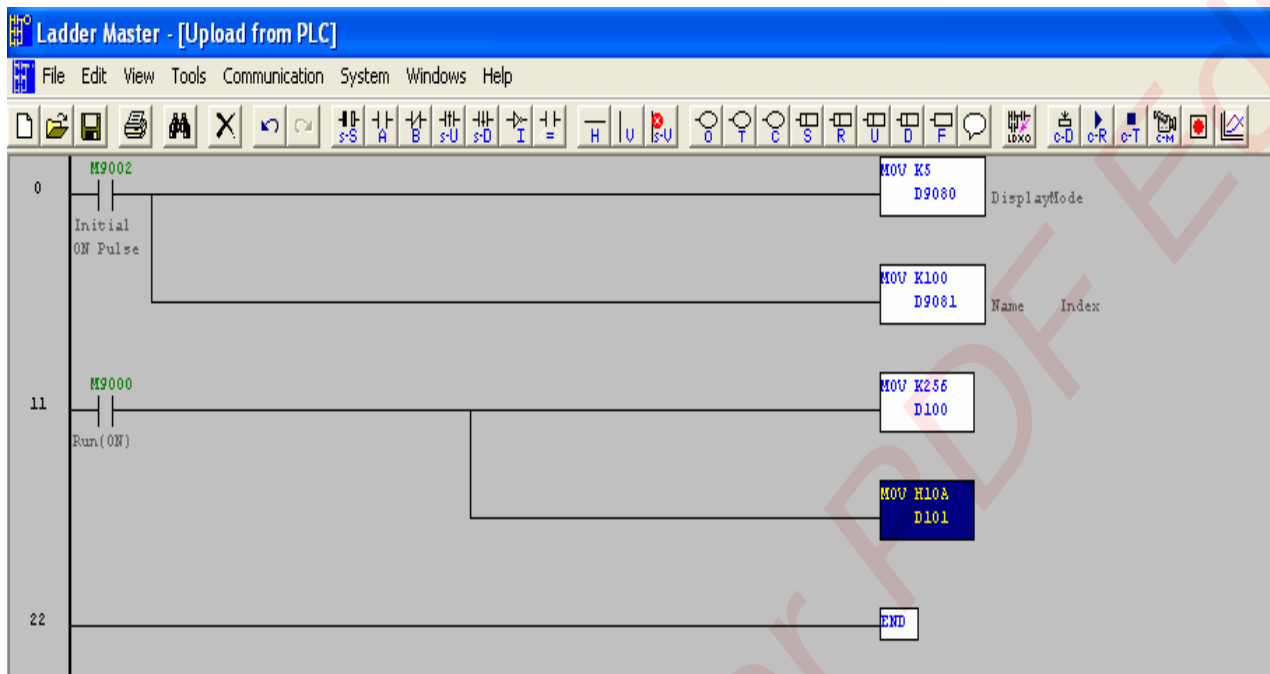 Ladder Master - [Upload from PLC]
File Edit View Tools Communication System Windows Help
s-S A B s-U s-D I = H U s-U O T C S R U D F LDXO c-D c-R c-T c-M
M9002
0
Initial
ON Pulse
MOV K5
D9080
DisplayMode
MOV K100
D9081
Name Index
M9000
11
Run(ON)
MOV K256
D100
MOV H10A
D101
22
END
r PDF Ed